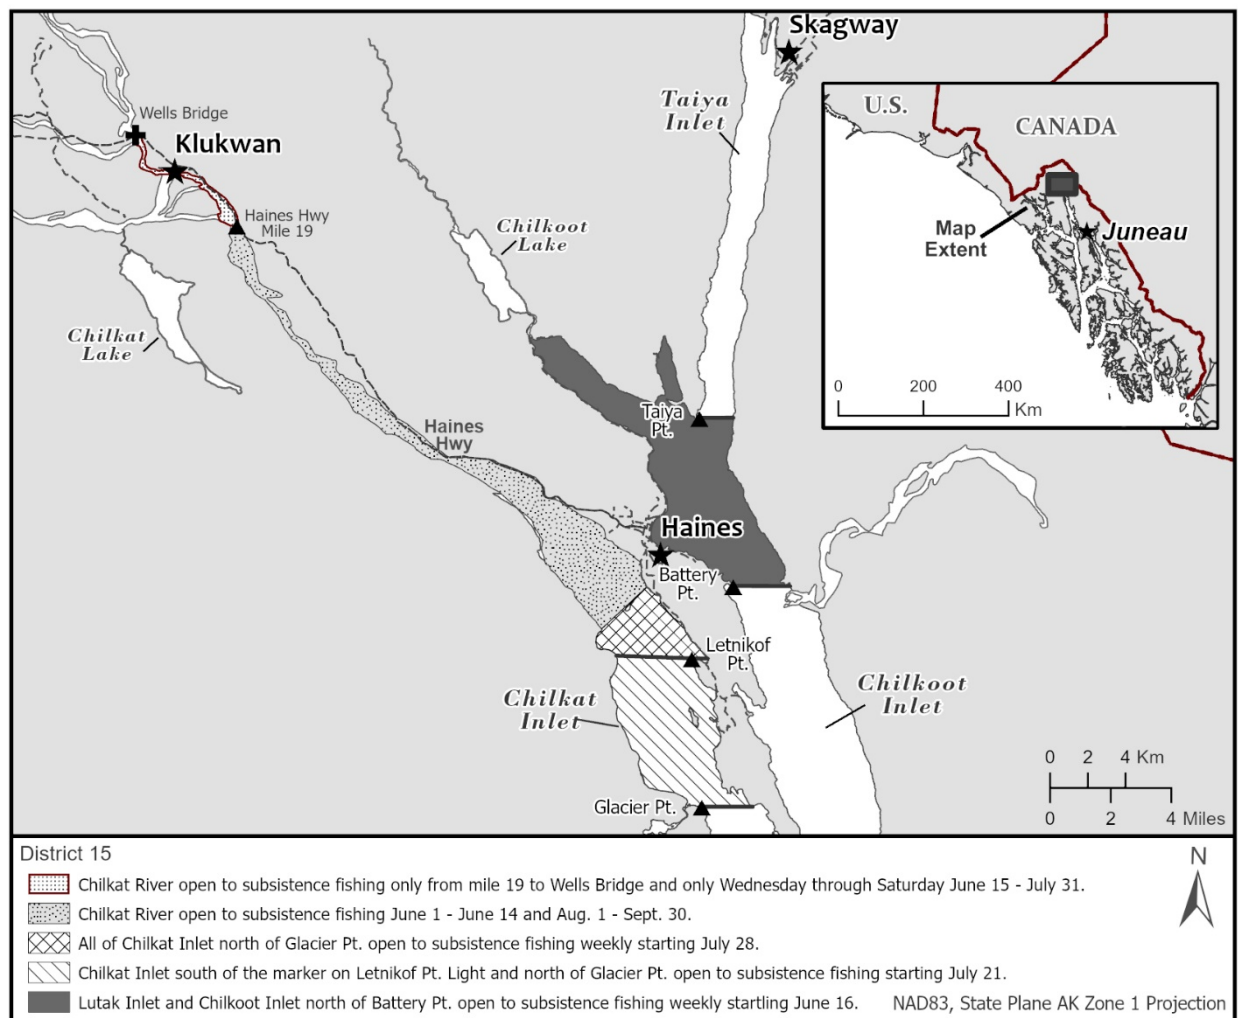 Skagway
Taiya
Inlet
Wells Bridge
Klukwan
Haines Hwy
Mile 19
Chilkoot
Lake
Chilkat
Lake
U.S.
CANADA
Map
Extent
Juneau
0 200 400
Km
Taiya
Pt.
Haines
Hwy
Haines
Battery
Pt.
Letnikof
Pt.
Chilkat
Inlet
Chilkoot
Inlet
Glacier Pt.
0 2 4 Km
0 2 4 Miles
District 15
N
Chilkat River open to subsistence fishing only from mile 19 to Wells Bridge and only Wednesday through Saturday June 15 - July 31.
Chilkat River open to subsistence fishing June 1 - June 14 and Aug. 1 - Sept. 30.
All of Chilkat Inlet north of Glacier Pt. open to subsistence fishing weekly starting July 28.
Chilkat Inlet south of the marker on Letnikof Pt. Light and north of Glacier Pt. open to subsistence fishing starting July 21.
Lutak Inlet and Chilkoot Inlet north of Battery Pt. open to subsistence fishing weekly startling June 16.
NAD83, State Plane AK Zone 1 Projection